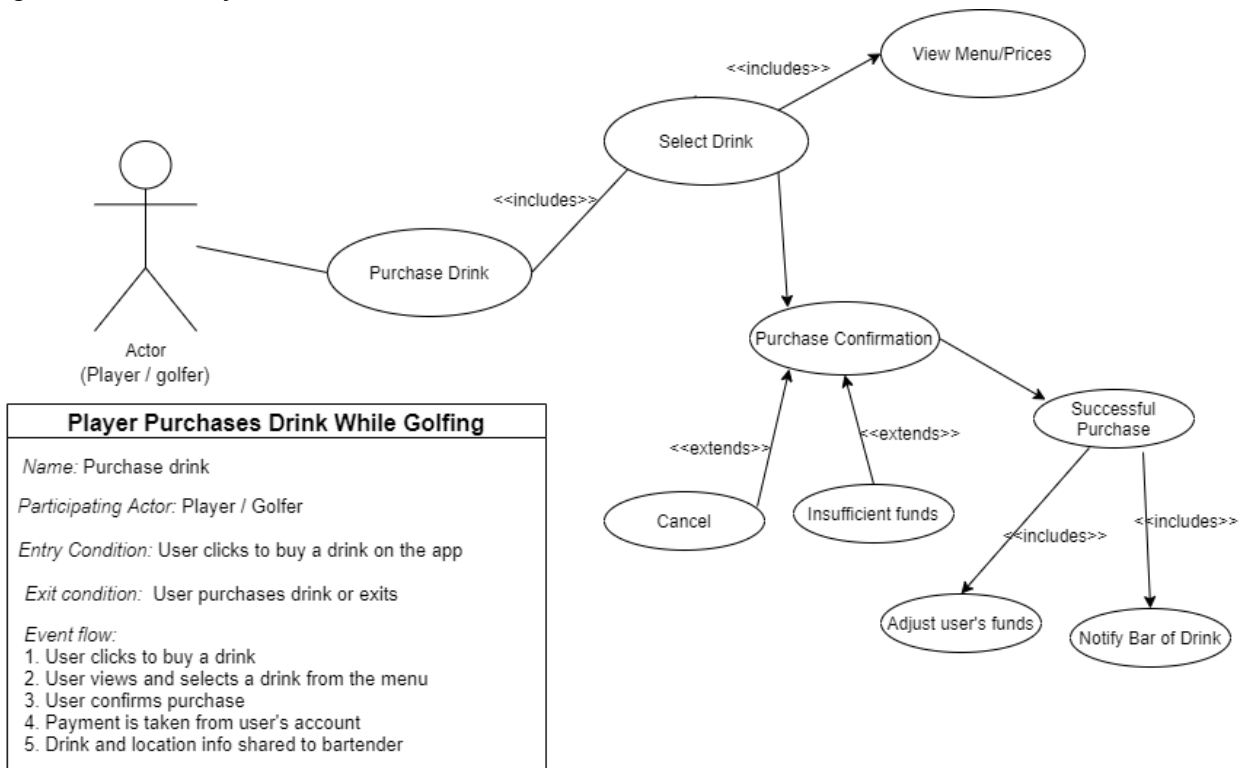 View Menu/Prices
<<includes>>
Select Drink
<<includes>>
Purchase Drink
Actor
(Player / golfer)
Purchase Confirmation
Successful
Purchase
<<extends>>
<<extends>>
Cancel
Insufficient funds
<<includes>>
<<includes>>
Adjust user's funds
Notify Bar of Drink
Player Purchases Drink While Golfing
Name: Purchase drink
Participating Actor: Player / Golfer
Entry Condition: User clicks to buy a drink on the app
Exit condition: User purchases drink or exits
Event flow:
1. User clicks to buy a drink
2. User views and selects a drink from the menu
3. User confirms purchase
4. Payment is taken from user's account
5. Drink and location info shared to bartender